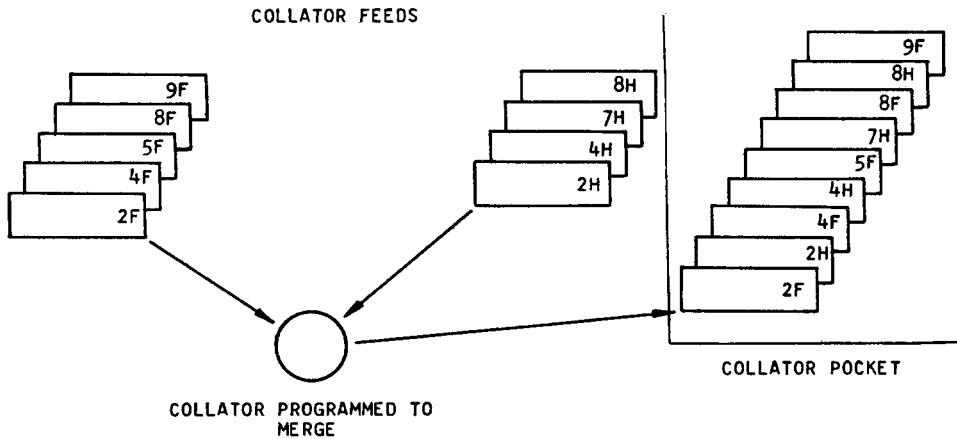 COLLATOR FEEDS
9F
8F
5F
4F
2F
8H
7H
4H
2H
9F
8H
8F
7H
5F
4H
4F
2H
2F
COLLATOR POCKET
COLLATOR PROGRAMMED TO
MERGE